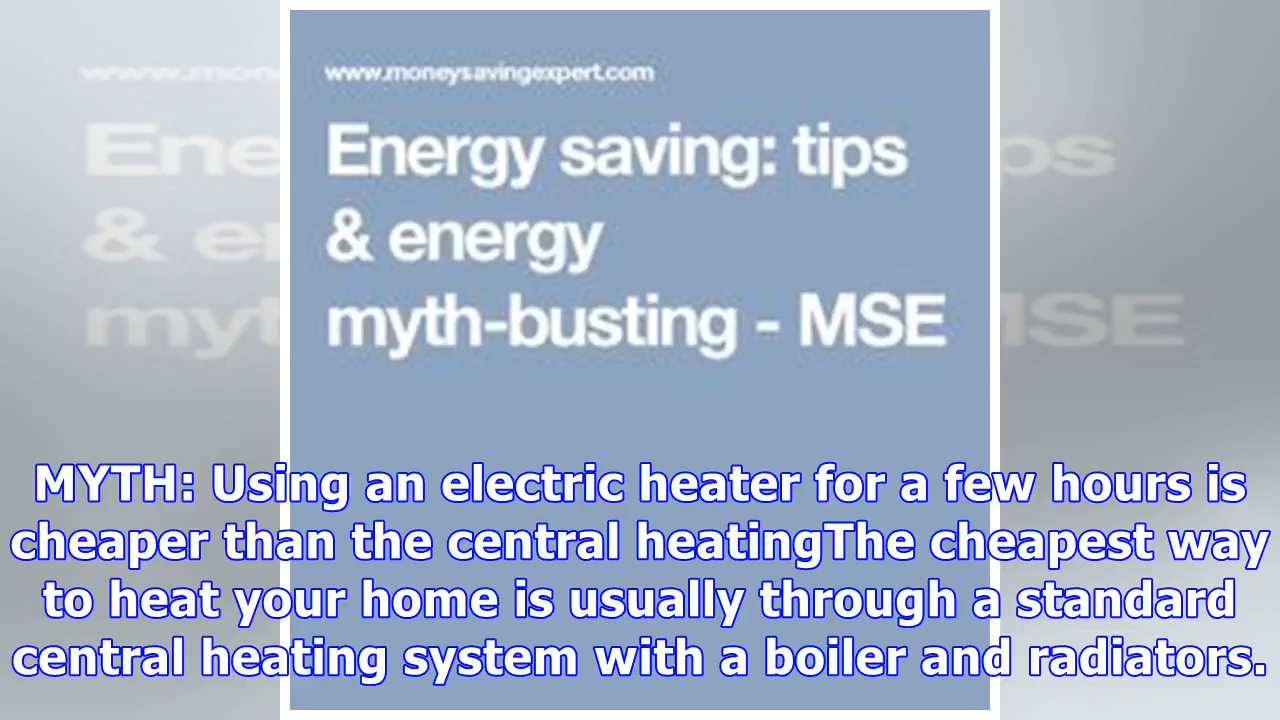 www.moneysavingexpert.com
Energy saving: tips
& energy
myth-busting - MSE
MYTH: Using an electric heater for a few hours is
cheaper than the central heatingThe cheapest way
to heat your home is usually through a standard
central heating system with a boiler and radiators.